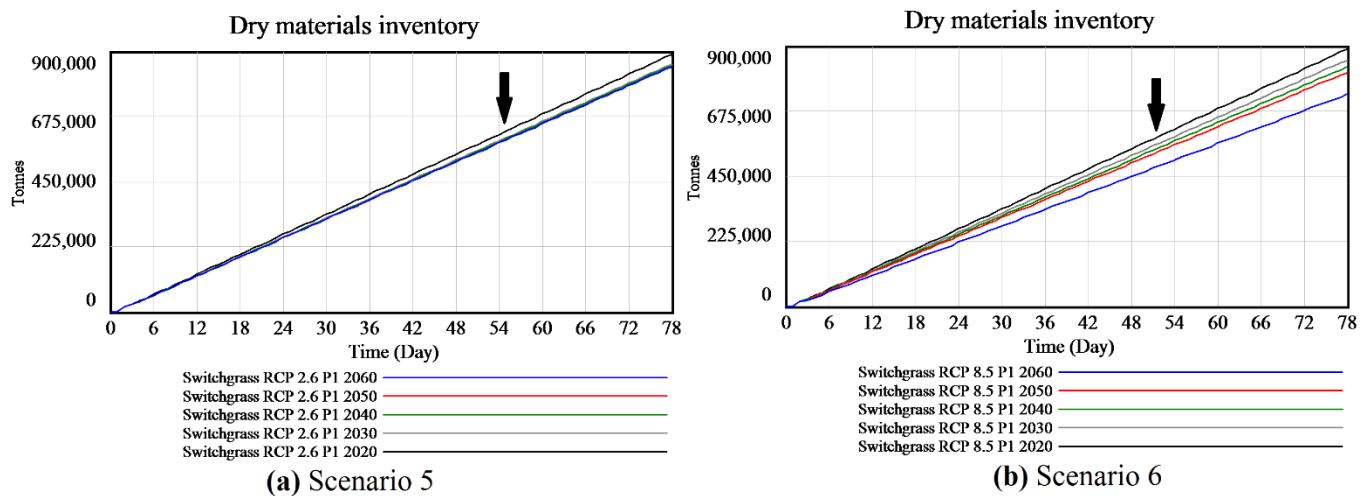 Dry materials inventory
900,000
675,000
450,000
225,000
0
Tonnes
0 6 12 18 24 30 36 42 48 54 60 66 72 78
Time (Day)
Switchgrass RCP 2.6 P1 2060
Switchgrass RCP 2.6 P1 2050
Switchgrass RCP 2.6 P1 2040
Switchgrass RCP 2.6 P1 2030
Switchgrass RCP 2.6 P1 2020
(a) Scenario 5
Dry materials inventory
900,000
675,000
450,000
225,000
0
Tonnes
0 6 12 18 24 30 36 42 48 54 60 66 72 78
Time (Day)
Switchgrass RCP 8.5 P1 2060
Switchgrass RCP 8.5 P1 2050
Switchgrass RCP 8.5 P1 2040
Switchgrass RCP 8.5 P1 2030
Switchgrass RCP 8.5 P1 2020
(b) Scenario 6